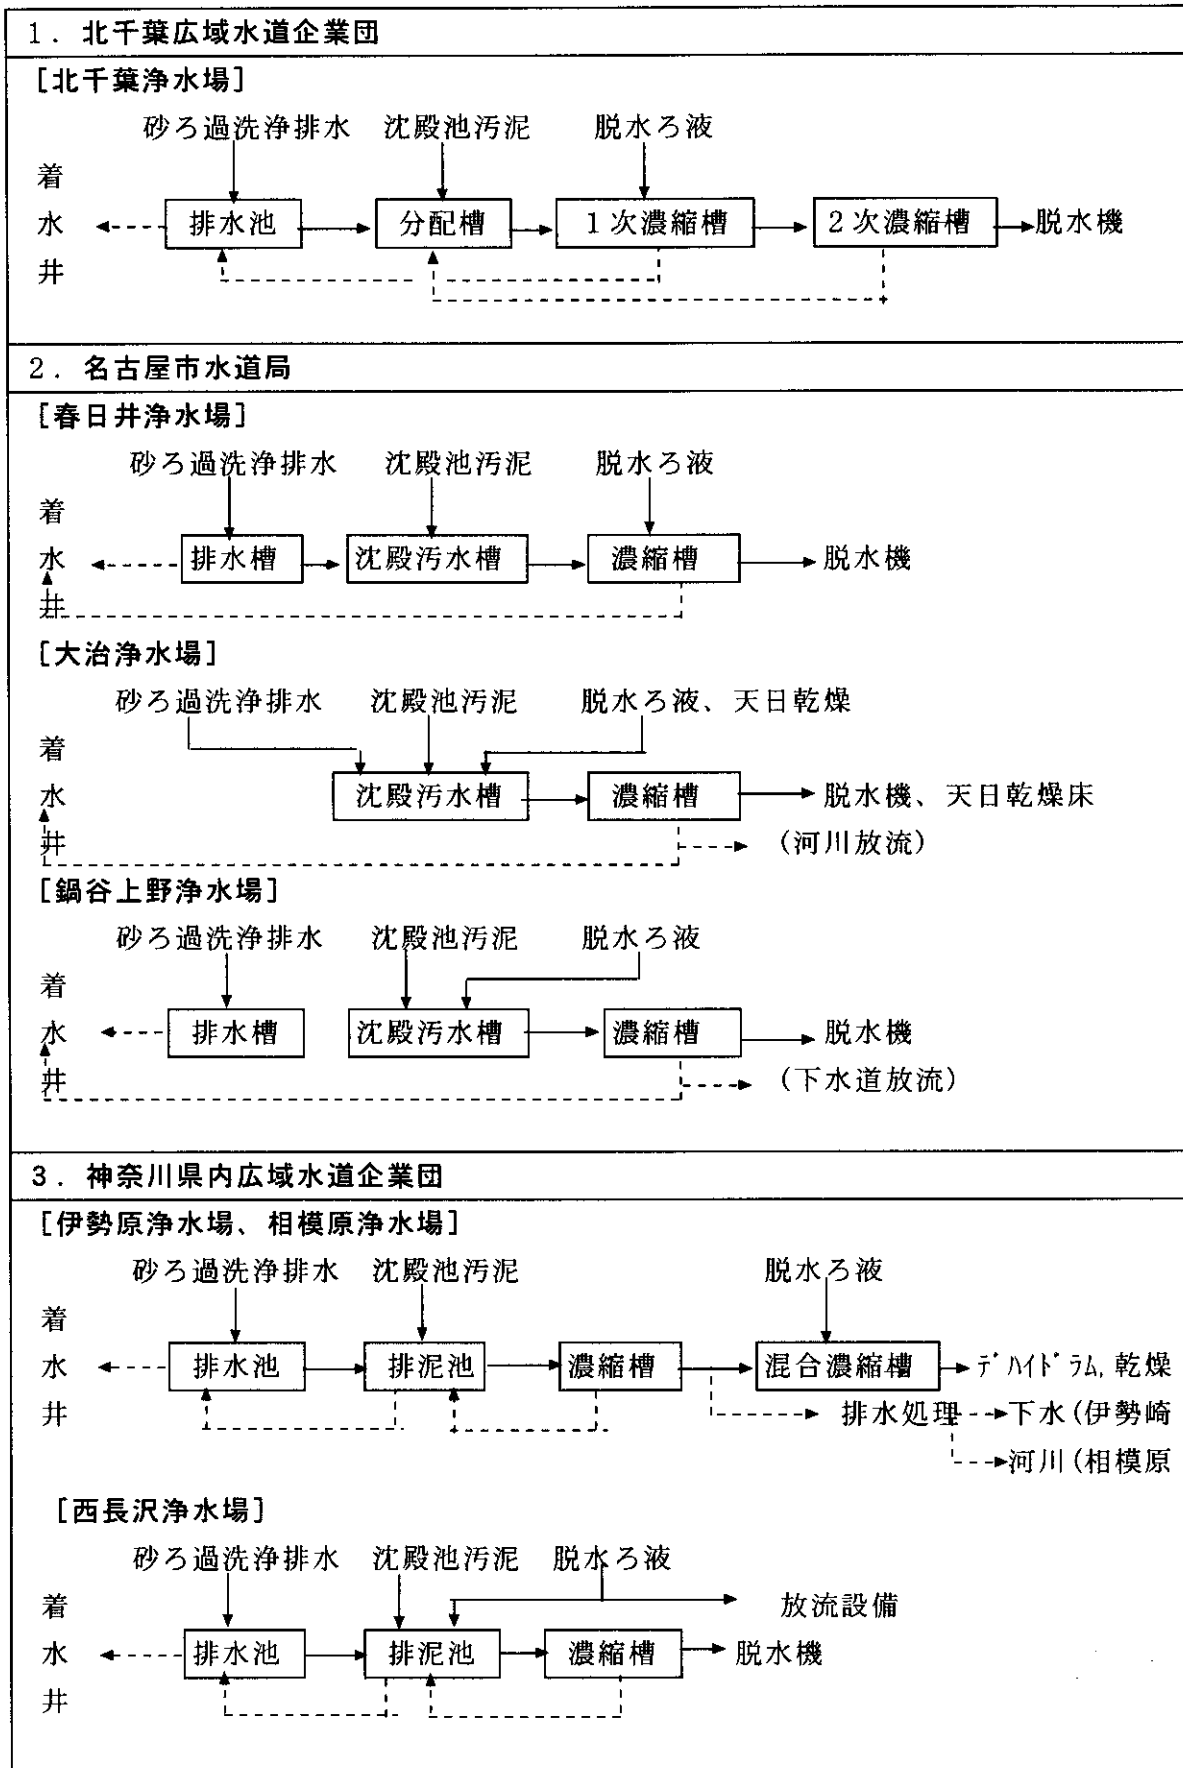 1. 北千葉広域水道企業団
[北千葉浄水場]
砂ろ過洗浄排水 沈殿池汚泥 脱水ろ液
着
水 排水池 分配槽 1次濃縮槽 2次濃縮槽 脱水機
井
2. 名古屋市水道局
[春日井浄水場]
砂ろ過洗浄排水 沈殿池汚泥 脱水ろ液
着
水 排水槽 沈殿汚水槽 濃縮槽 脱水機
井
[大治浄水場]
砂ろ過洗浄排水 沈殿池汚泥 脱水ろ液、天日乾燥
着
水 沈殿汚水槽 濃縮槽 脱水機、天日乾燥床
井 (河川放流)
[鍋谷上野浄水場]
砂ろ過洗浄排水 沈殿池汚泥 脱水ろ液
着
水 排水槽 沈殿汚水槽 濃縮槽 脱水機
井 (下水道放流)
3. 神奈川県内広域水道企業団
[伊勢原浄水場、相模原浄水場]
砂ろ過洗浄排水 沈殿池汚泥 脱水ろ液
着
水 排水池 排泥池 濃縮槽 混合濃縮槽 ﾃﾞﾊｲﾄﾞﾗﾑ,乾燥
井 排水処理 下水(伊勢崎
河川(相模原
[西長沢浄水場]
砂ろ過洗浄排水 沈殿池汚泥 脱水ろ液
着 放流設備
水 排水池 排泥池 濃縮槽 脱水機
井